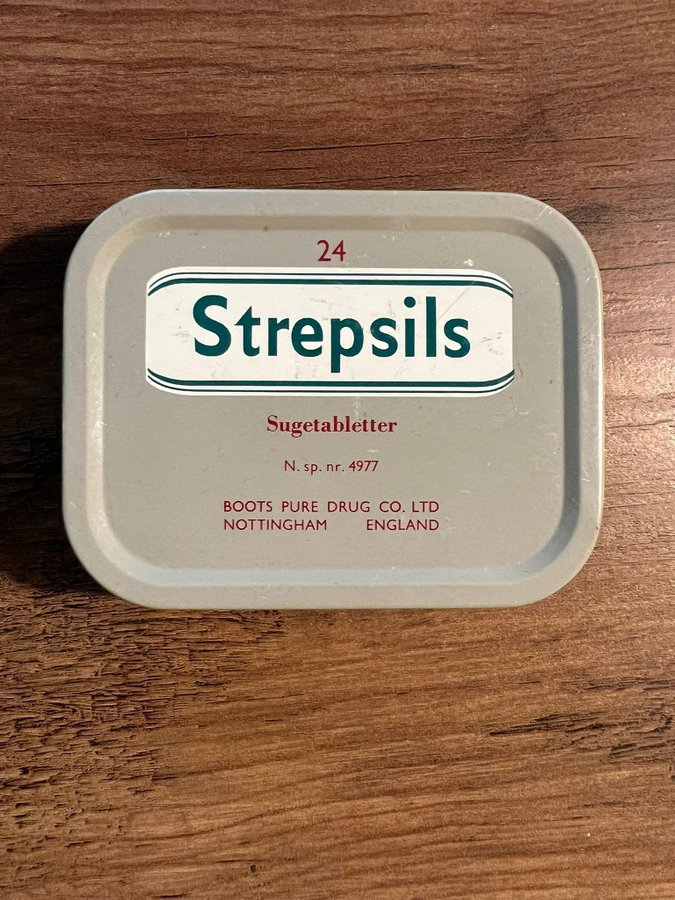 24
Strepsils
Sugetabletter
N. sp. nr. 4977
BOOTS PURE DRUG CO. LTD
NOTTINGHAM ENGLAND